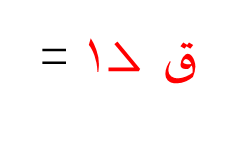 ق د١ =